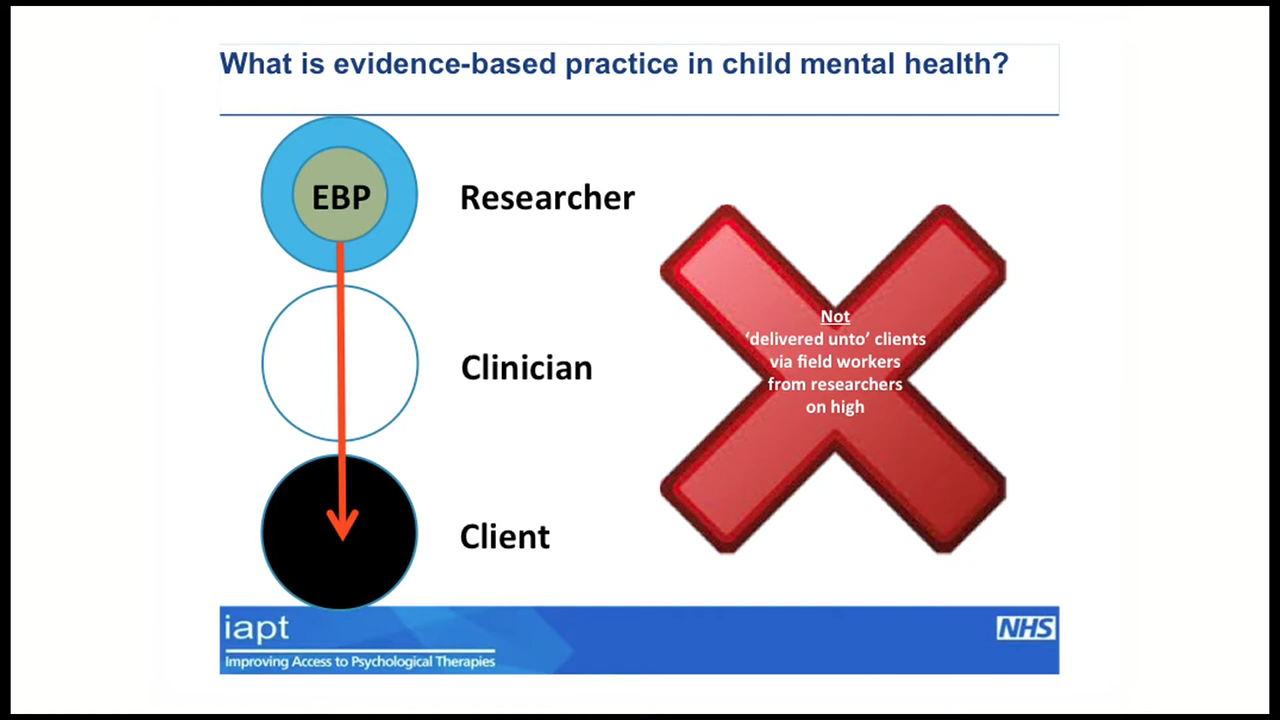 What is evidence-based practice in child mental health?
EBP
Researcher
Clinician
Client
Not
‘delivered unto’ clients
via field workers
from researchers
on high
iapt
Improving Access to Psychological Therapies
NHS